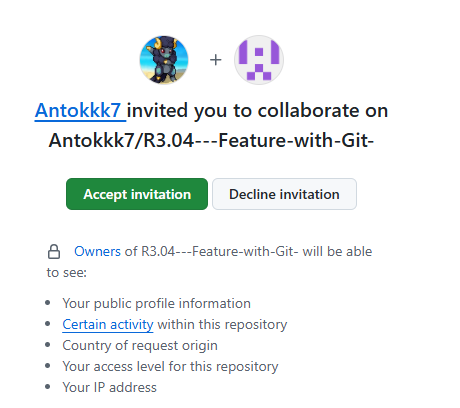 +
Antokkk7 invited you to collaborate on
Antokkk7/R3.04---Feature-with-Git-
Accept invitation
Decline invitation
Owners of R3.04---Feature-with-Git- will be able
to see:
• Your public profile information
• Certain activity within this repository
• Country of request origin
• Your access level for this repository
• Your IP address